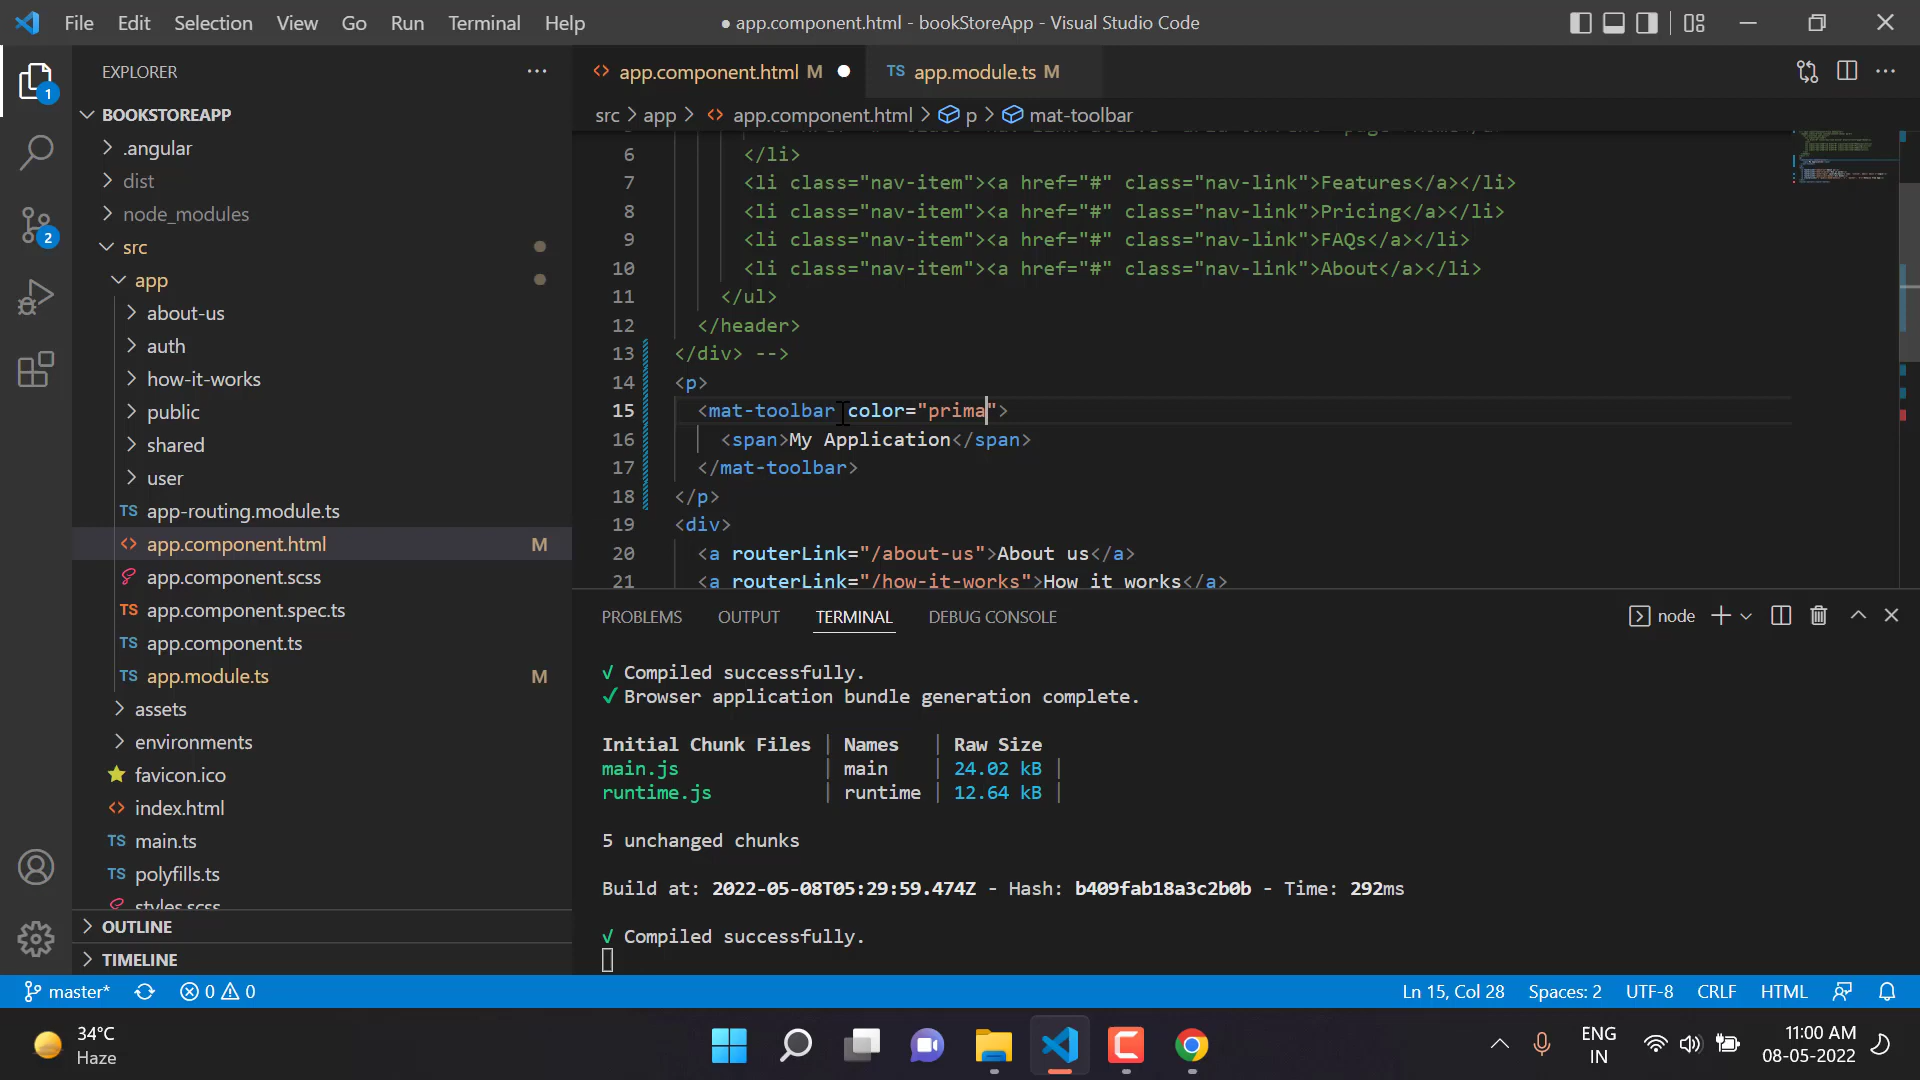 File Edit Selection View Go Run Terminal Help ● app.component.html - bookStoreApp - Visual Studio Code
EXPLORER
app.component.html M
TS app.module.ts M
src > app > app.component.html > p > mat-toolbar
1
BOOKSTOREAPP
.angular
dist
node_modules
src
app
about-us
auth
how-it-works
public
shared
user
TS app-routing.module.ts
app.component.html M
app.component.scss
TS app.component.spec.ts
TS app.component.ts
TS app.module.ts M
assets
environments
favicon.ico
index.html
TS main.ts
TS polyfills.ts
styles.scss
OUTLINE
TIMELINE
2
6 </li>
7 <li class="nav-item"><a href="#" class="nav-link">Features</a></li>
8 <li class="nav-item"><a href="#" class="nav-link">Pricing</a></li>
9 <li class="nav-item"><a href="#" class="nav-link">FAQs</a></li>
10 <li class="nav-item"><a href="#" class="nav-link">About</a></li>
11 </ul>
12 </header>
13 </div> -->
14 <p>
15 <mat-toolbar color="prima">
16 <span>My Application</span>
17 </mat-toolbar>
18 </p>
19 <div>
20 <a routerLink="/about-us">About us</a>
21 <a routerLink="/how-it-works">How it works</a>
PROBLEMS OUTPUT TERMINAL DEBUG CONSOLE
node
√ Compiled successfully.
✓ Browser application bundle generation complete.
Initial Chunk Files | Names | Raw Size
main.js | main | 24.02 kB |
runtime.js | runtime | 12.64 kB |
5 unchanged chunks
Build at: 2022-05-08T05:29:59.474Z - Hash: b409fab18a3c2b0b - Time: 292ms
√ Compiled successfully.
master* 0 0
Ln 15, Col 28 Spaces: 2 UTF-8 CRLF HTML
34°C
Haze
ENG
IN
11:00 AM
08-05-2022